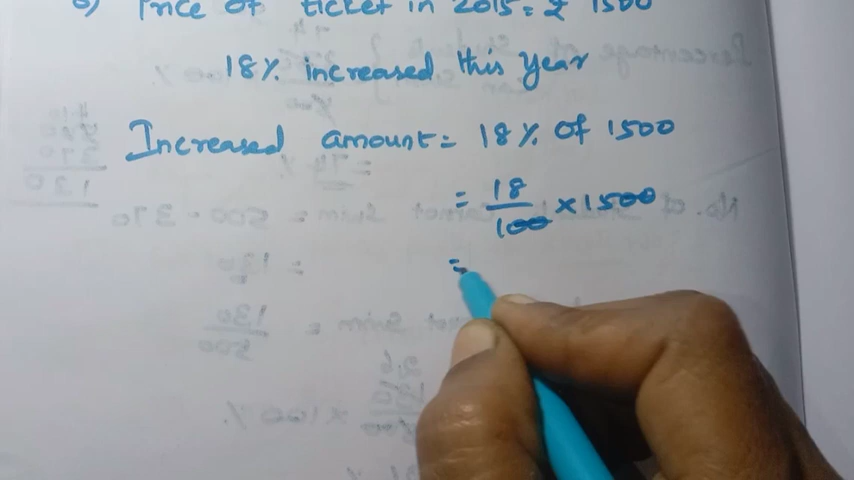 Price of ticket in 2015 = ₹ 1500
18% increased this year
Increased amount = 18% of 1500
= 18/100 × 1500
=